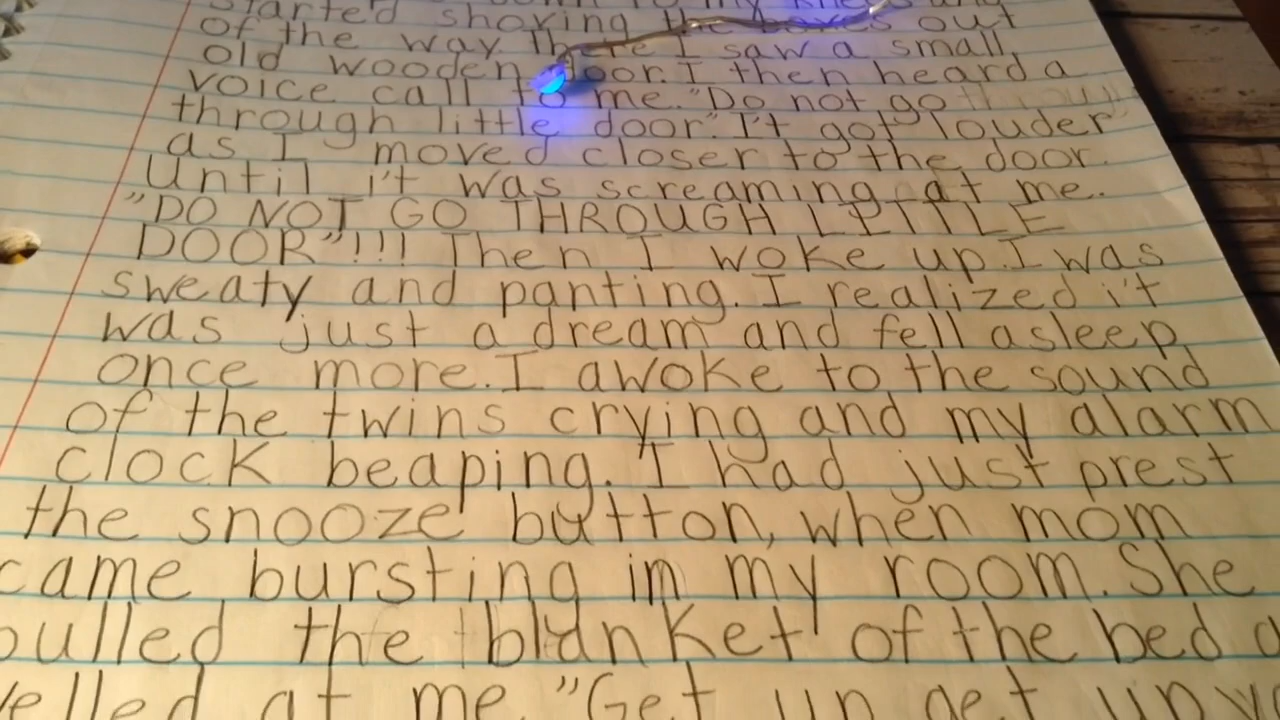 started shoving the boxes out
of the way There I saw a small,
old wooden door. I then heard a
voice call to me."Do not go
through little door". It got louder
as I moved closer to the door.
Until it was screaming at me.
"DO NOT GO THROUGH LITTLE
DOOR"!!! Then I woke up. I was
sweaty and panting. I realized it
was just a dream and fell asleep
once more. I awoke to the sound
of the twins crying and my alarm
clock beaping. I had just prest
the snooze button, when mom
came bursting in my room. She
pulled the blanket of the bed
yelled at me "Get up get up